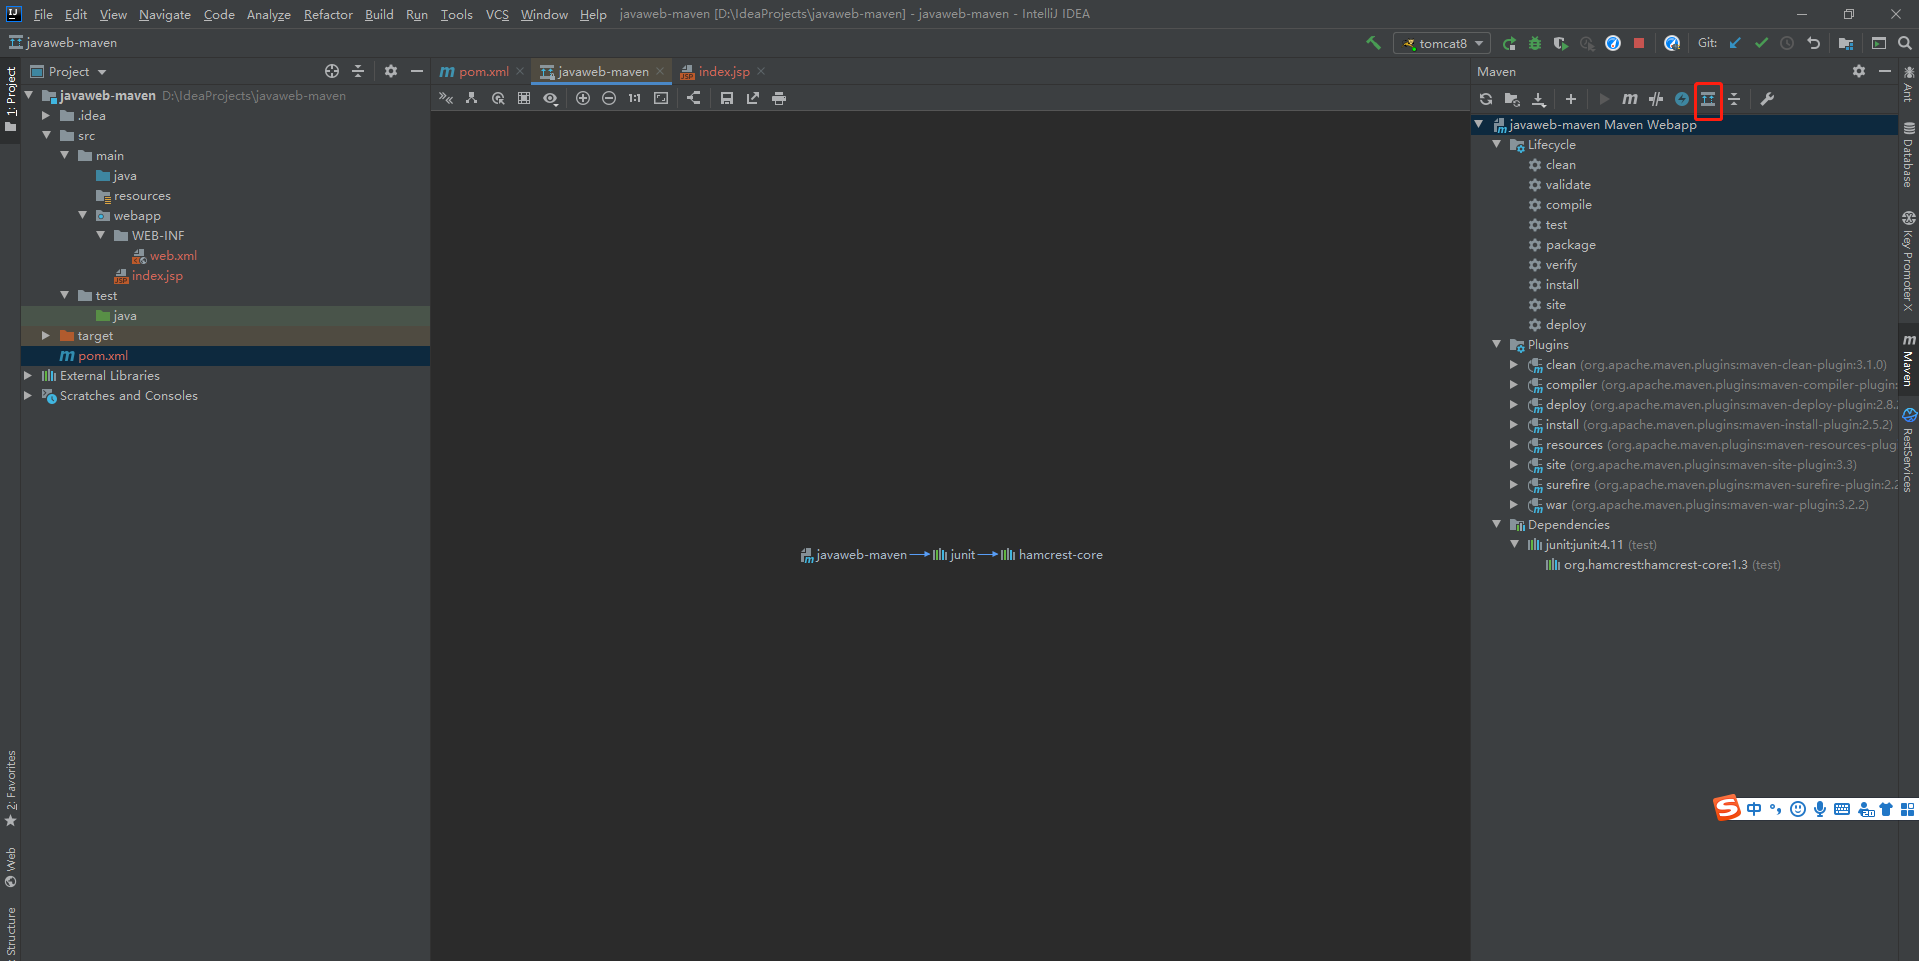 File Edit View Navigate Code Analyze Refactor Build Run Tools VCS Window Help javaweb-maven [D:\IdeaProjects\javaweb-maven] - javaweb-maven - IntelliJ IDEA
javaweb-maven
tomcat8
Git:
1: Project
Project
javaweb-maven D:\IdeaProjects\javaweb-maven
.idea
src
main
java
resources
webapp
WEB-INF
web.xml
index.jsp
test
java
target
pom.xml
External Libraries
Scratches and Consoles
2: Favorites
Web
Structure
pom.xml
javaweb-maven
index.jsp
1:1
javaweb-maven
junit
hamcrest-core
Maven
javaweb-maven Maven Webapp
Lifecycle
clean
validate
compile
test
package
verify
install
site
deploy
Plugins
clean (org.apache.maven.plugins:maven-clean-plugin:3.1.0)
compiler (org.apache.maven.plugins:maven-compiler-plugin:
deploy (org.apache.maven.plugins:maven-deploy-plugin:2.8.
install (org.apache.maven.plugins:maven-install-plugin:2.5.2)
resources (org.apache.maven.plugins:maven-resources-plug
site (org.apache.maven.plugins:maven-site-plugin:3.3)
surefire (org.apache.maven.plugins:maven-surefire-plugin:2.2
war (org.apache.maven.plugins:maven-war-plugin:3.2.2)
Dependencies
junit:junit:4.11 (test)
org.hamcrest:hamcrest-core:1.3 (test)
Ant
Database
Key Promoter X
Maven
RestServices
中